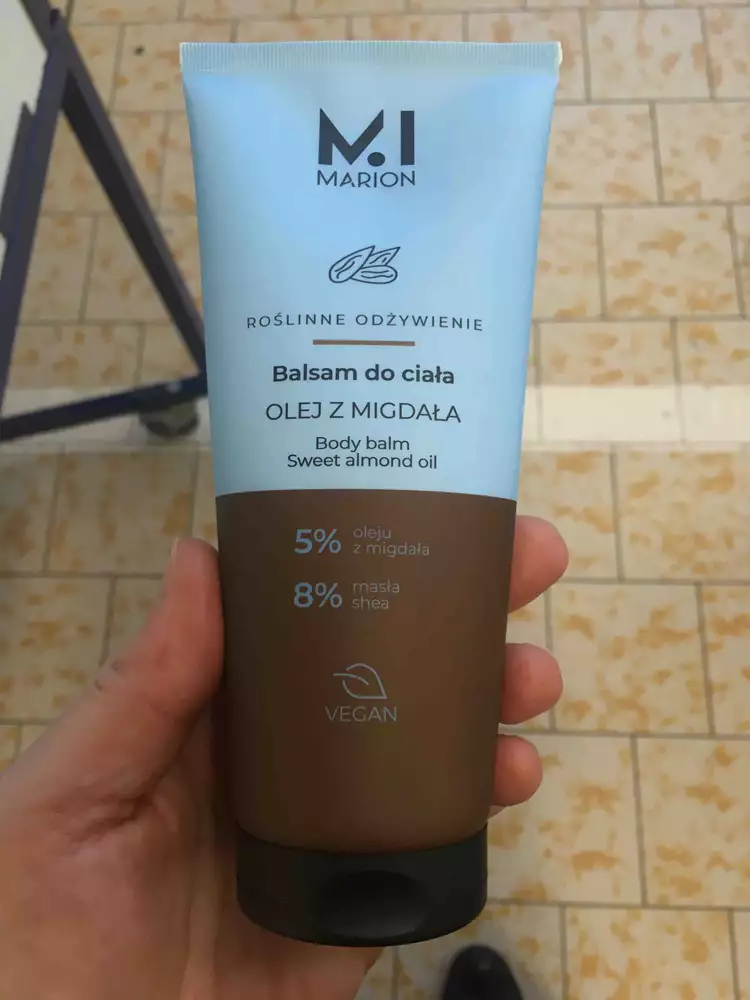 M.I
MARION
ROŚLINNE ODŻYWIENIE
Balsam do ciała
OLEJ Z MIGDAŁA
Body balm
Sweet almond oil
5% oleju
z migdała
8% masła
shea
VEGAN